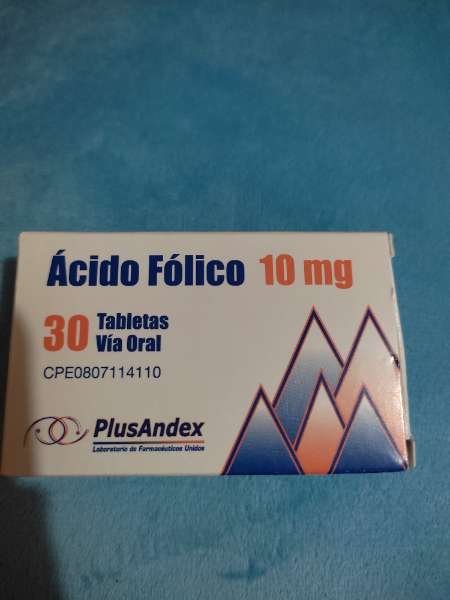 Ácido Fólico 10 mg
30 Tabletas
Vía Oral
CPE0807114110
PlusAndex
Laboratorio de Farmacéuticos Unidos